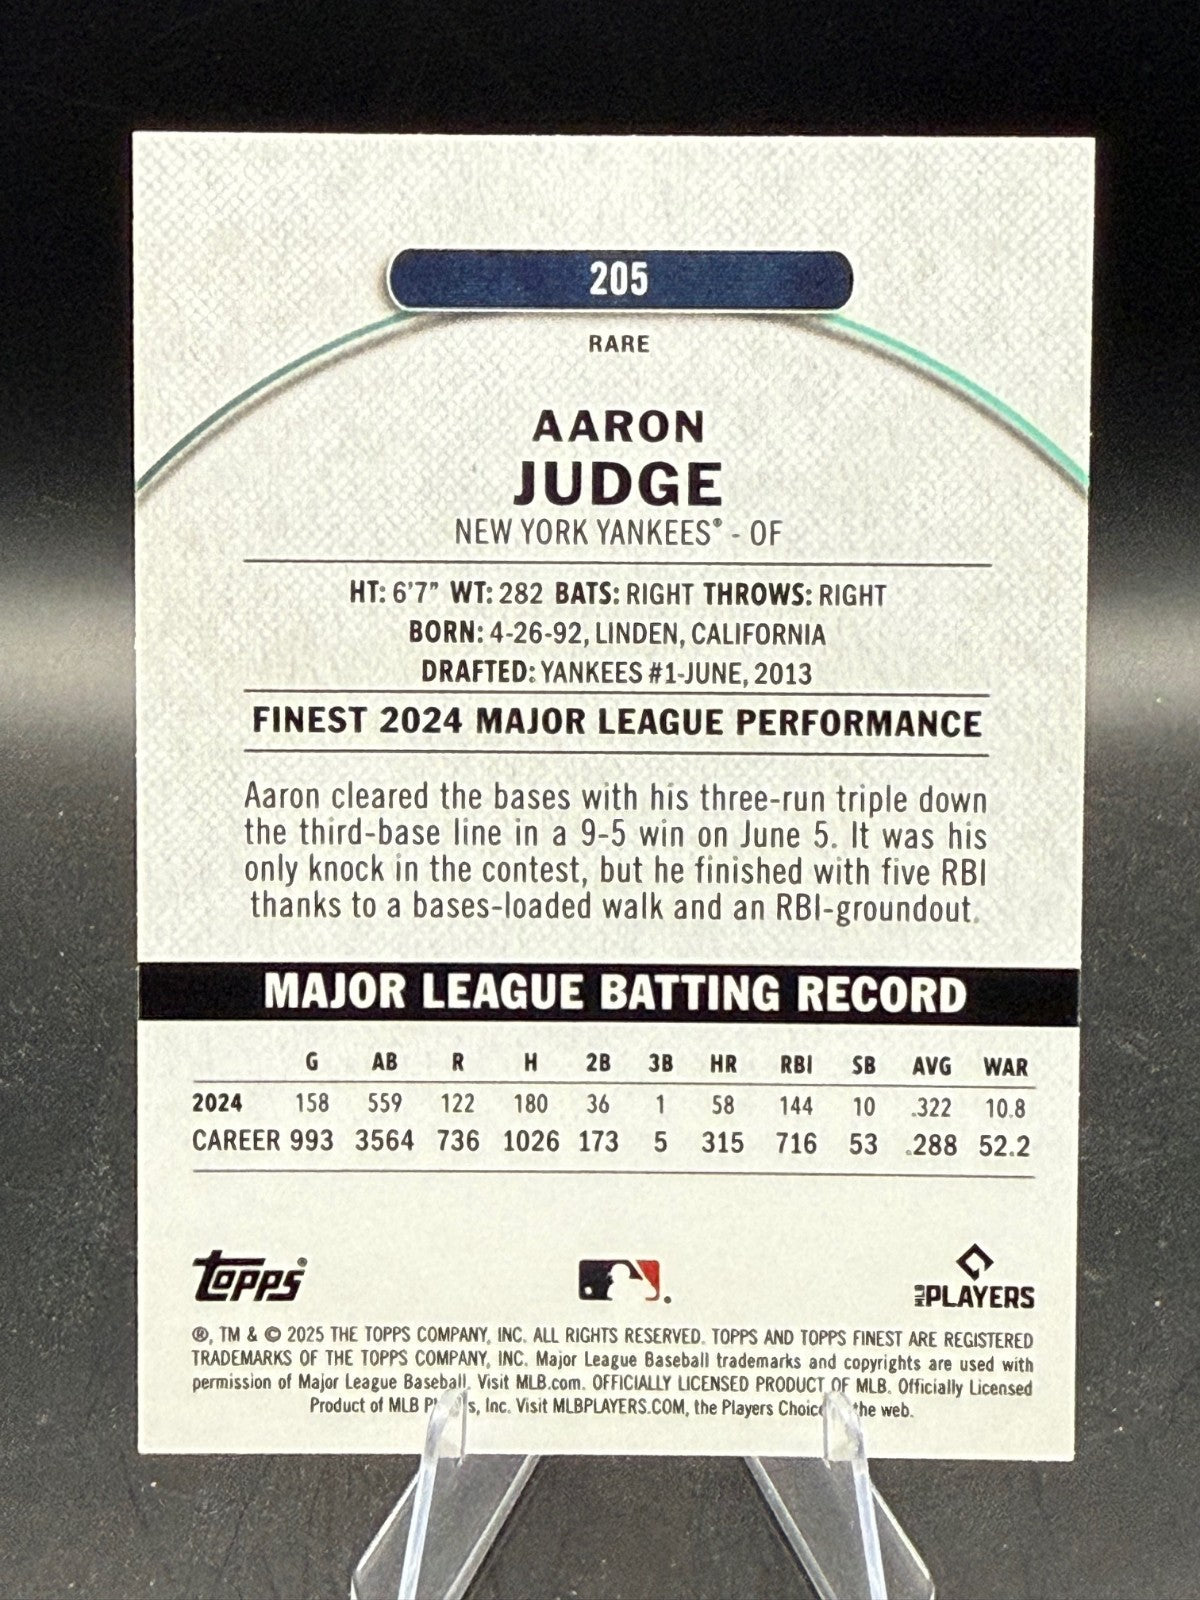 205
RARE
AARON
JUDGE
NEW YORK YANKEES® - OF
HT: 6'7" WT: 282 BATS: RIGHT THROWS: RIGHT
BORN: 4-26-92, LINDEN, CALIFORNIA
DRAFTED: YANKEES #1-JUNE, 2013
FINEST 2024 MAJOR LEAGUE PERFORMANCE
Aaron cleared the bases with his three-run triple down
the third-base line in a 9-5 win on June 5. It was his
only knock in the contest, but he finished with five RBI
thanks to a bases-loaded walk and an RBI-groundout.
MAJOR LEAGUE BATTING RECORD
G AB R H 2B 3B HR RBI SB AVG WAR
2024 158 559 122 180 36 1 58 144 10 .322 10.8
CAREER 993 3564 736 1026 173 5 315 716 53 .288 52.2
topps®
MLB PLAYERS
®, TM & © 2025 THE TOPPS COMPANY, INC. ALL RIGHTS RESERVED. TOPPS AND TOPPS FINEST ARE REGISTERED
TRADEMARKS OF THE TOPPS COMPANY, INC. Major League Baseball trademarks and copyrights are used with
permission of Major League Baseball. Visit MLB.com. OFFICIALLY LICENSED PRODUCT OF MLB. Officially Licensed
Product of MLB Inc. Visit MLBPLAYERS.COM, the Players the web.